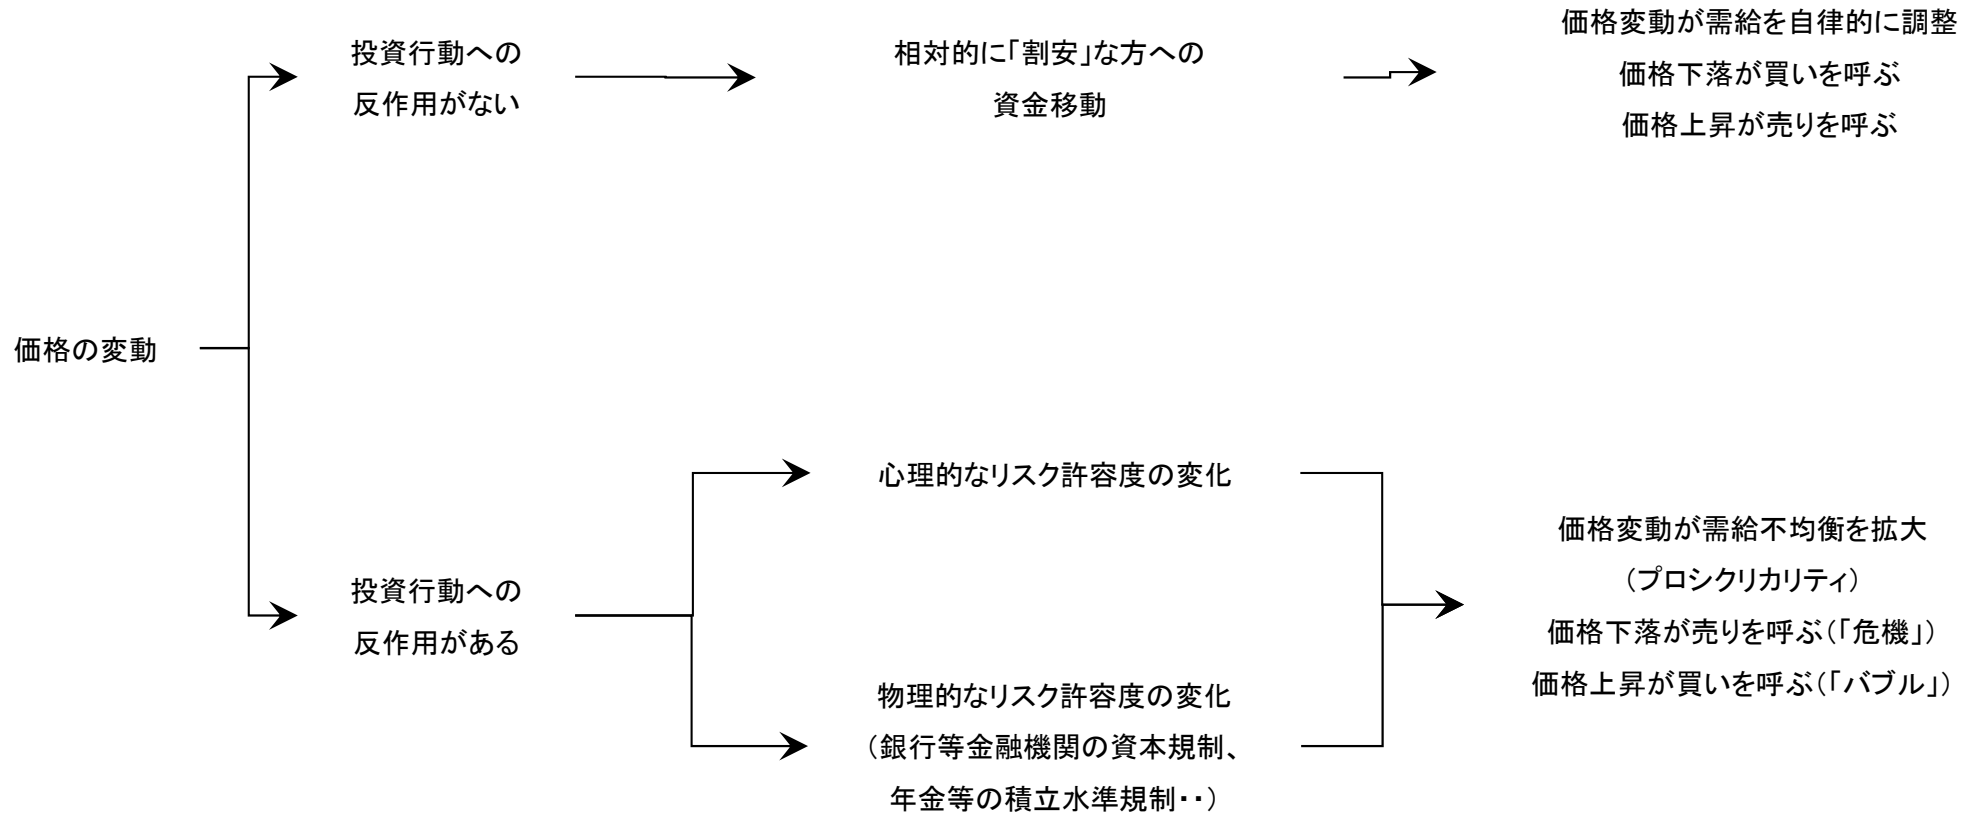 価格の変動
投資行動への
反作用がない
相対的に「割安」な方への
資金移動
価格変動が需給を自律的に調整
価格下落が買いを呼ぶ
価格上昇が売りを呼ぶ
投資行動への
反作用がある
心理的なリスク許容度の変化
物理的なリスク許容度の変化
（銀行等金融機関の資本規制、
年金等の積立水準規制・・）
価格変動が需給不均衡を拡大
（プロシクリカリティ）
価格下落が売りを呼ぶ（「危機」）
価格上昇が買いを呼ぶ（「バブル」）